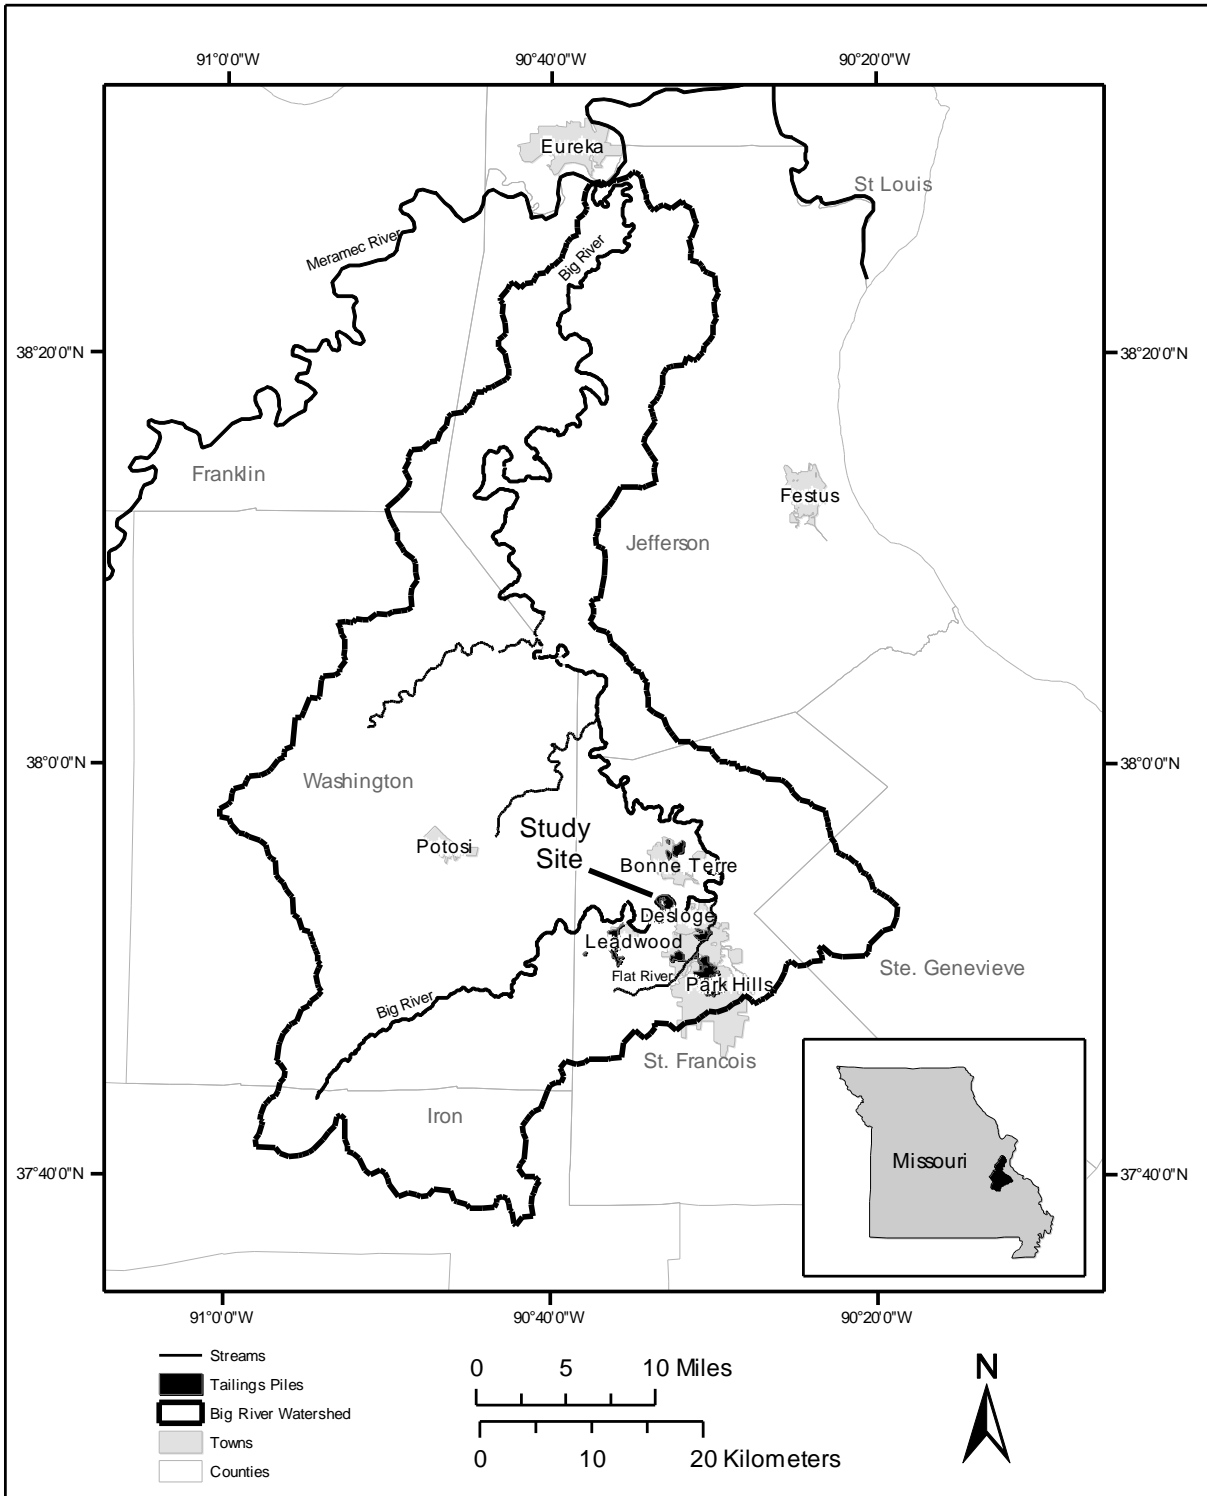 91°0'0"W
90°40'0"W
90°20'0"W
Eureka
St Louis
Meramec River
Big River
38°20'0"N
38°20'0"N
Franklin
Festus
Jefferson
38°0'0"N
38°0'0"N
Washington
Study
Site
Potosi
Bonne Terre
Desloge
Leadwood
Flat River
Park Hills
Ste. Genevieve
Big River
St. Francois
Iron
Missouri
37°40'0"N
37°40'0"N
91°0'0"W
90°40'0"W
90°20'0"W
Streams
Tailings Piles
Big River Watershed
Towns
Counties
0 5 10 Miles
0 10 20 Kilometers
N